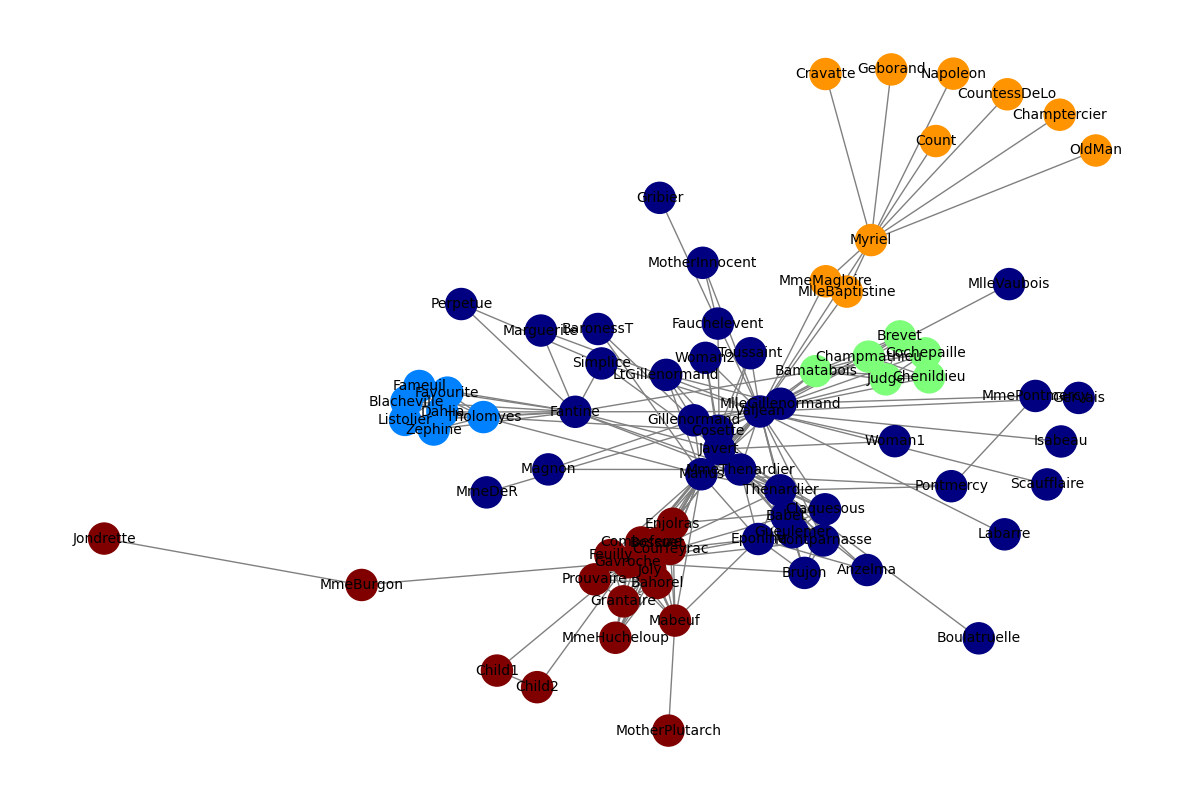 Cravatte
Geborand
Napoleon
CountessDeLo
Champtercier
Count
OldMan
Gribier
Myriel
MotherInnocent
MmeMagloire
MlleBaptistine
MlleVaubois
Perpetue
Marguerite
BaronessT
Fauchelevent
Brevet
Simplice
Woman2
Toussaint
Champmathieu
Cochepaille
LtGillenormand
Bamatabois
Judge
Chenildieu
Fameuil
Favourite
Blacheville
Dahlia
Listolier
Tholomyes
Zephine
Fantine
MlleGillenormand
Valjean
Gillenormand
MmePontmercy
Gervais
Cosette
Javert
Woman1
Isabeau
Magnon
Marius
MmeThenardier
MmeDeR
Thenardier
Pontmercy
Scaufflaire
Claquesous
Babet
Enjolras
Gueulemer
Labarre
Jondrette
Combeferre
Eponine
Montparnasse
Courfeyrac
Feuilly
Gavroche
Joly
Brujon
Anzelma
Prouvaire
Bahorel
MmeBurgon
Grantaire
Mabeuf
MmeHucheloup
Boulatruelle
Child1
Child2
MotherPlutarch